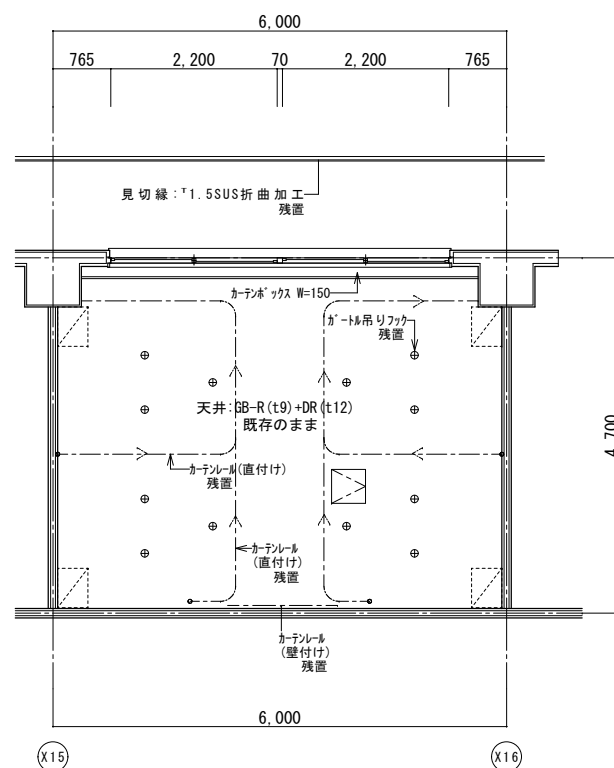 6,000
765 2,200 70 2,200 765
見切縁：T1.5SUS折曲加工
残置
カーテンボックス W=150
ガートル吊りフック
残置
天井:GB-R(t9)+DR(t12)
既存のまま
4,700
カーテンレール(直付け)
残置
カーテンレール
(直付け)
残置
カーテンレール
(壁付け)
残置
6,000
X15 X16